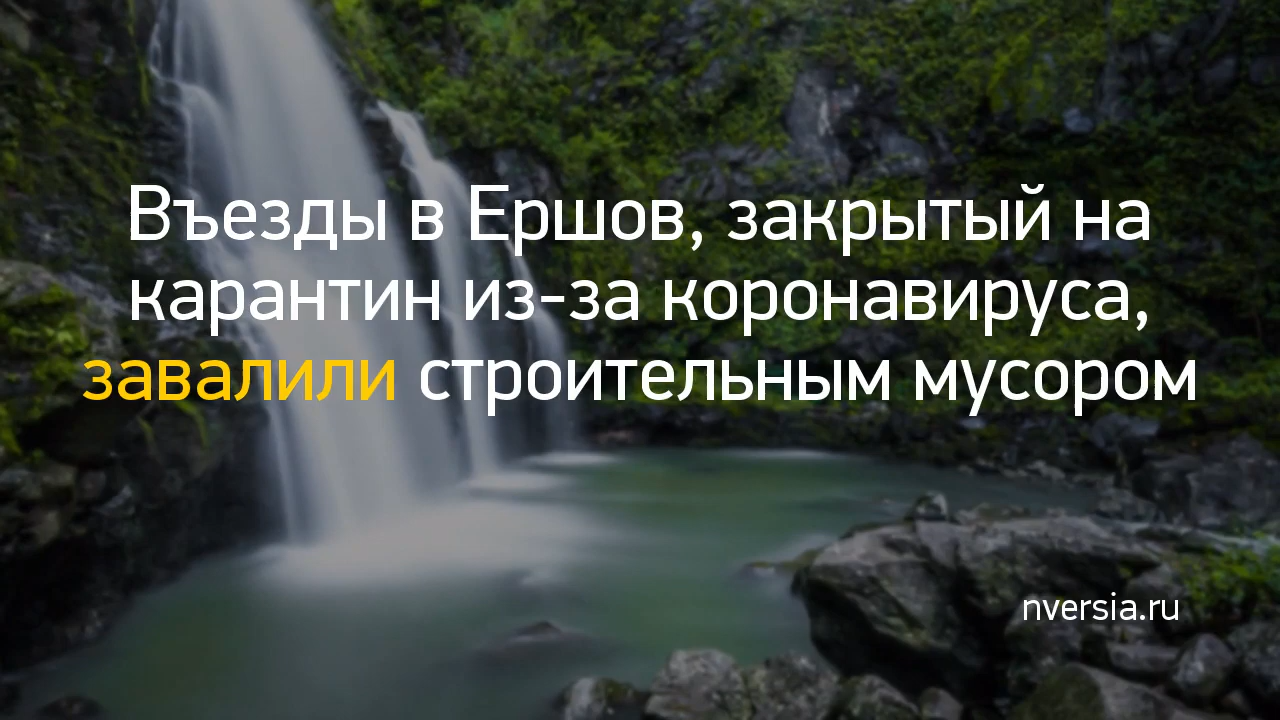 Въезды в Ершов, закрытый на
карантин из-за коронавируса,
завалили строительным мусором
nversia.ru